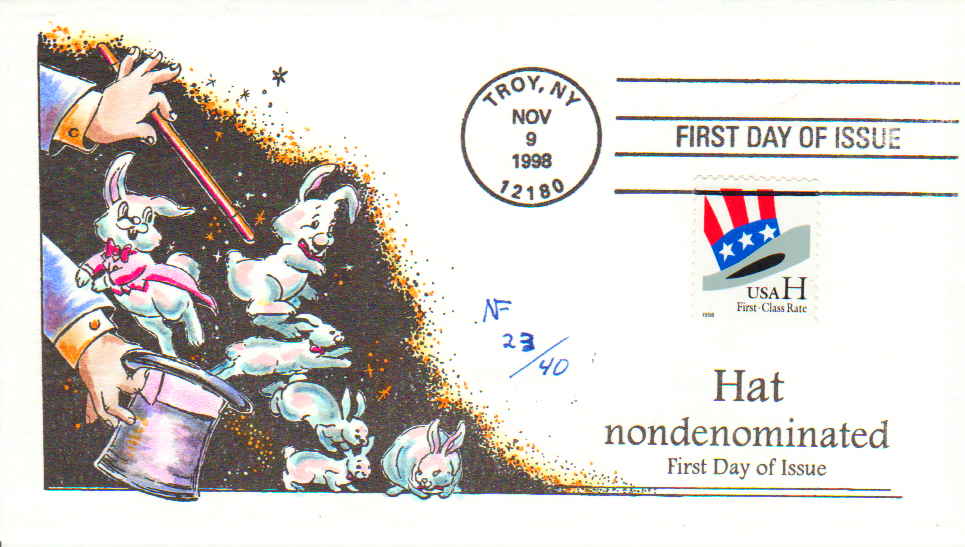 TROY, NY
NOV
9
1998
12180
FIRST DAY OF ISSUE
USA H
First-Class Rate
1998
NF
23/40
Hat
nondenominated
First Day of Issue